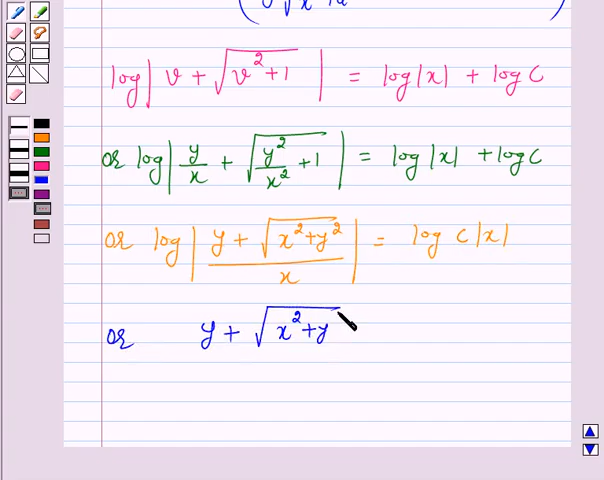 log| v + √(v² + 1) | = log|x| + log C
or log| y/x + √(y²/x² + 1) | = log|x| + log C
or log| (y + √(x² + y²))/x | = log C|x|
or y + √(x² + y